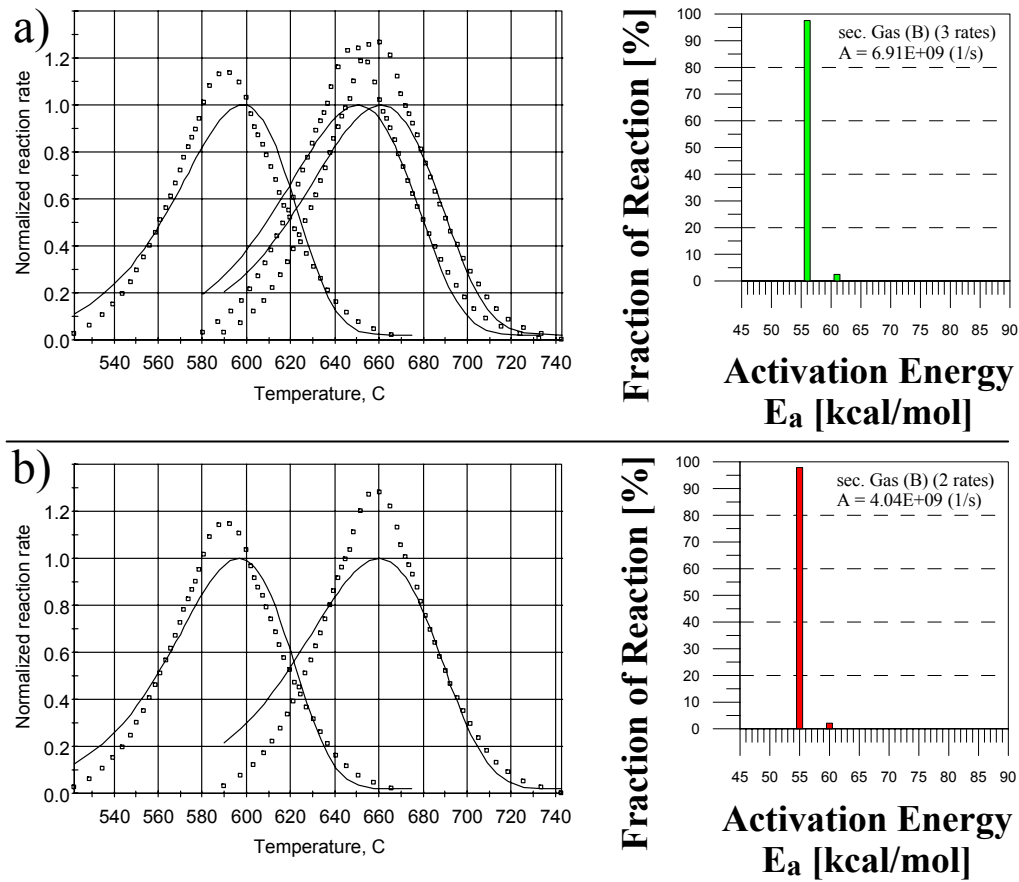 a)
Normalized reaction rate
1.2
1.0
0.8
0.6
0.4
0.2
0.0
540 560 580 600 620 640 660 680 700 720 740
Temperature, C
Fraction of Reaction [%]
100
90
80
70
60
50
40
30
20
10
0
sec. Gas (B) (3 rates)
A = 6.91E+09 (1/s)
45 50 55 60 65 70 75 80 85 90
Activation Energy
Ea [kcal/mol]
b)
Normalized reaction rate
1.2
1.0
0.8
0.6
0.4
0.2
0.0
540 560 580 600 620 640 660 680 700 720 740
Temperature, C
Fraction of Reaction [%]
100
90
80
70
60
50
40
30
20
10
0
sec. Gas (B) (2 rates)
A = 4.04E+09 (1/s)
45 50 55 60 65 70 75 80 85 90
Activation Energy
Ea [kcal/mol]